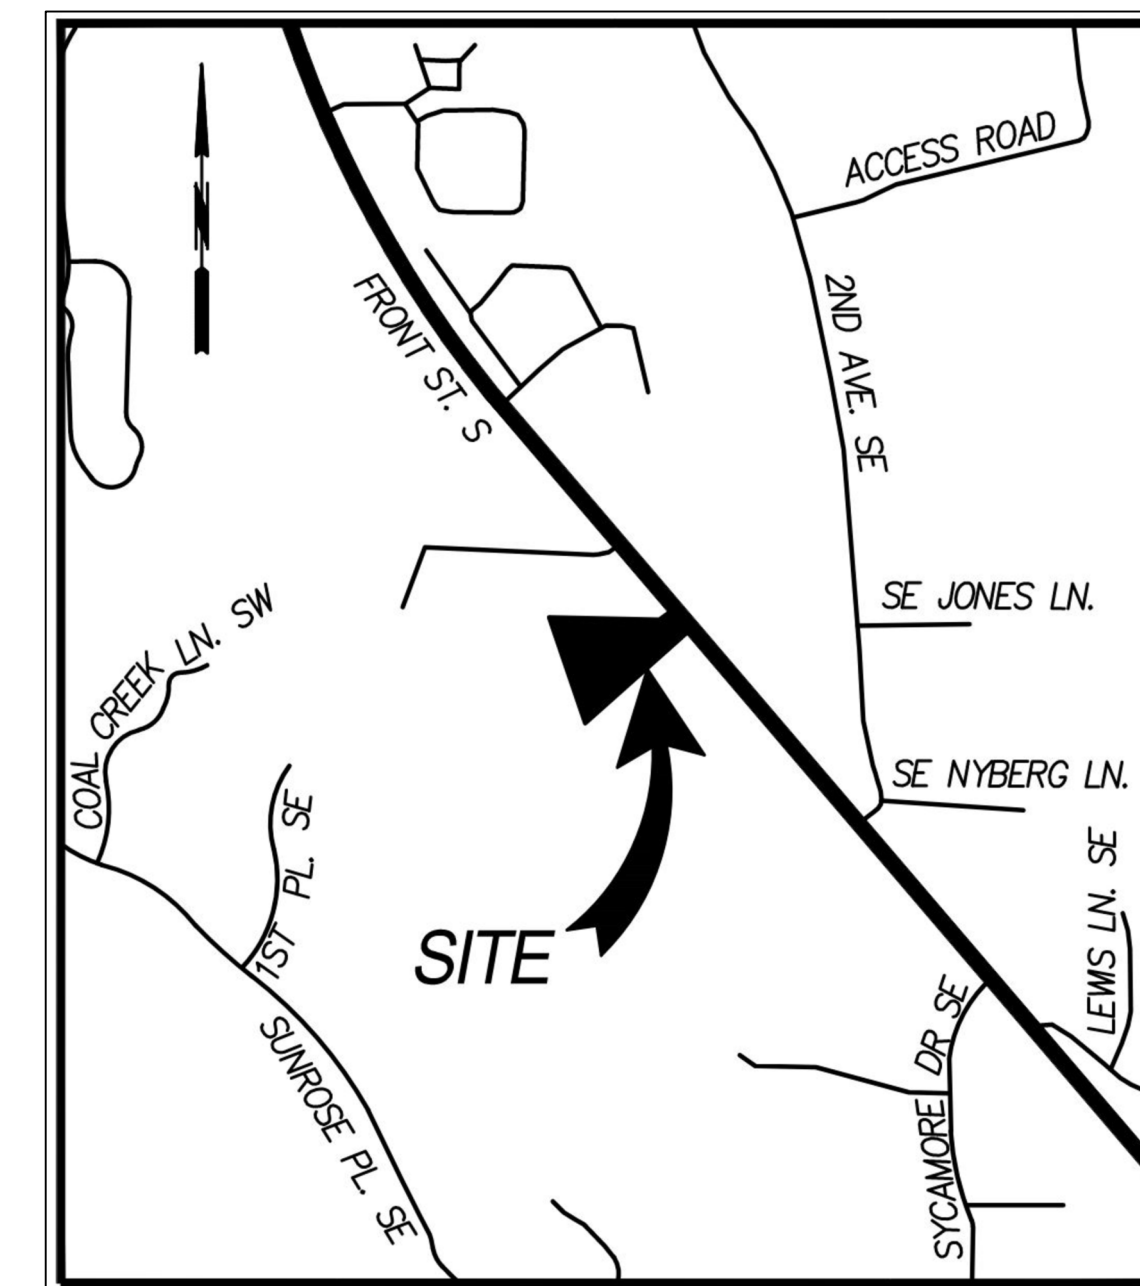 N
ACCESS ROAD
FRONT ST. S
2ND AVE. SE
SE JONES LN.
COAL CREEK LN. SW
SE NYBERG LN.
1ST PL. SE
LEWIS LN. SE
SITE
SYCAMORE DR SE
SUNROSE PL. SE